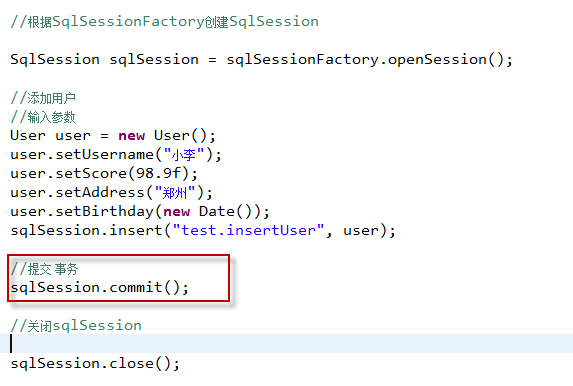 //根据SqlSessionFactory创建SqlSession
SqlSession sqlSession = sqlSessionFactory.openSession();
//添加用户
//输入参数
User user = new User();
user.setUsername("小李");
user.setScore(98.9f);
user.setAddress("郑州");
user.setBirthday(new Date());
sqlSession.insert("test.insertUser", user);
//提交 事务
sqlSession.commit();
//关闭sqlSession
sqlSession.close();